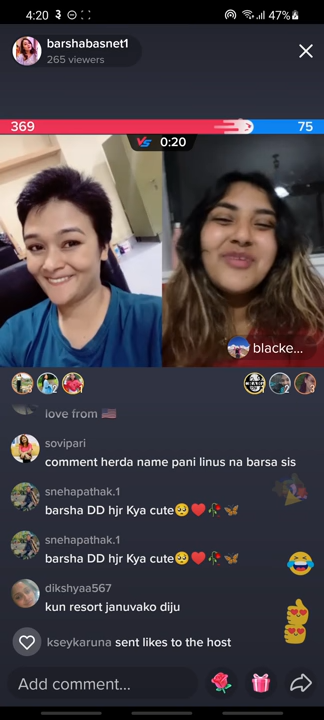 4:20
47%
barshabasnet1
265 viewers
369
VS 0:20
75
blacke...
love from 🇺🇸
sovipari
comment herda name pani linus na barsa sis
snehapathak.1
barsha DD hjr Kya cute🥺♥️🥀🦋
snehapathak.1
barsha DD hjr Kya cute🥺♥️🥀🦋
dikshyaa567
kun resort januvako diju
kseykaruna sent likes to the host
Add comment...